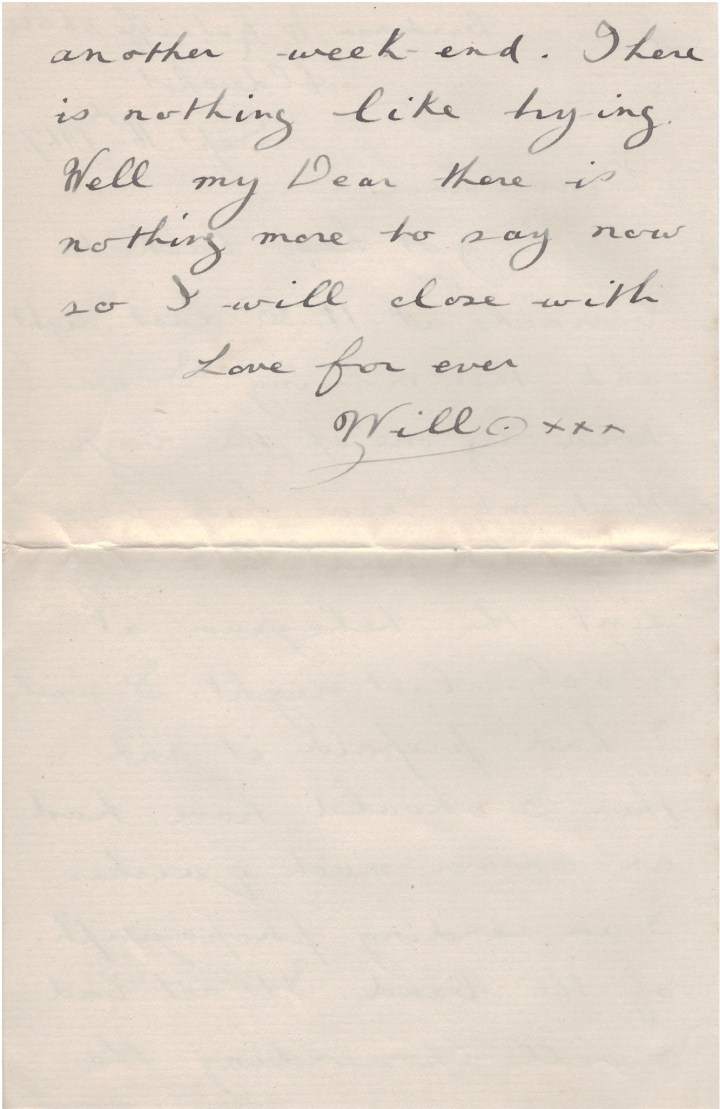 another week-end. There
is nothing like trying.
Well my Dear there is
nothing more to say now
so I will close with
Love for ever
Will. xxx